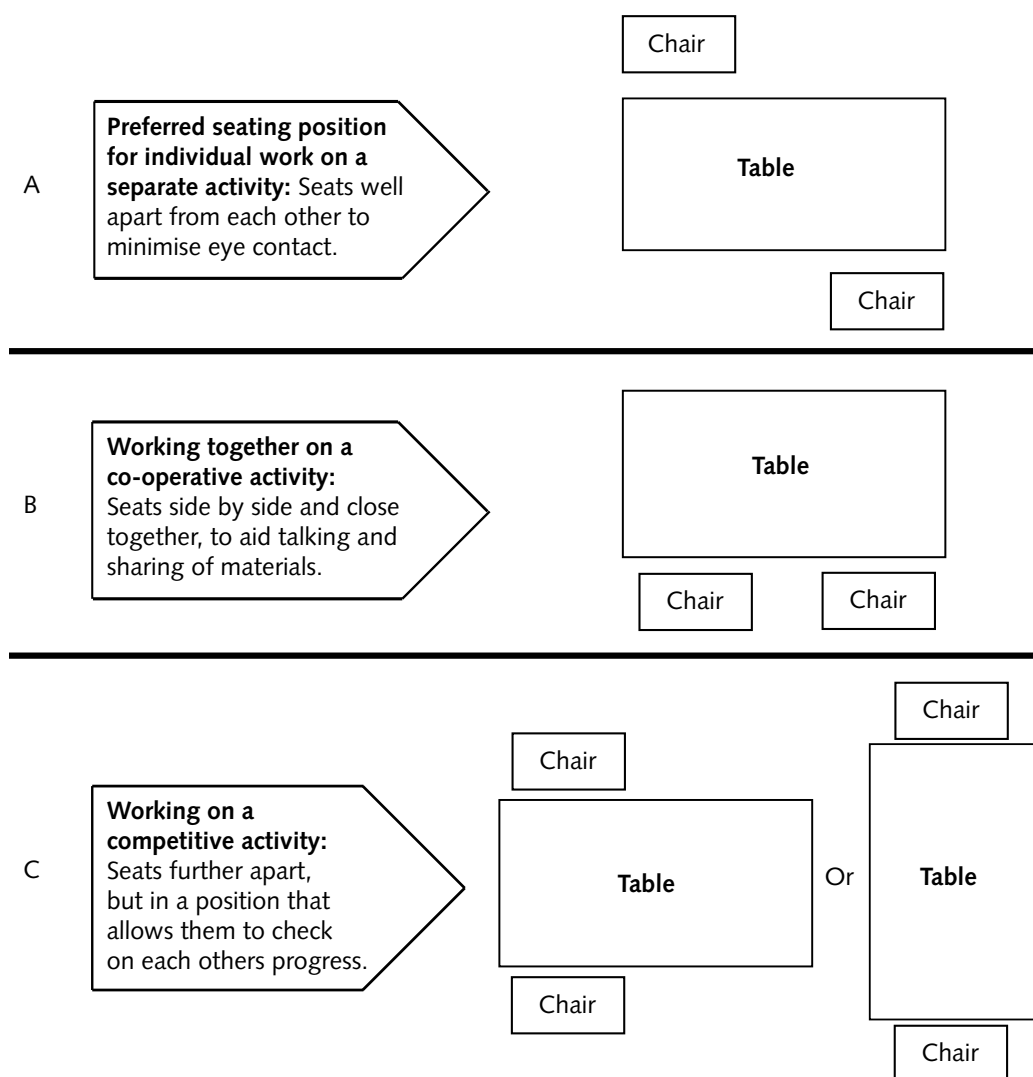 Chair
A
Preferred seating position
for individual work on a
separate activity: Seats well
apart from each other to
minimise eye contact.
Table
Chair
B
Working together on a
co-operative activity:
Seats side by side and close
together, to aid talking and
sharing of materials.
Table
Chair
Chair
C
Working on a
competitive activity:
Seats further apart,
but in a position that
allows them to check
on each others progress.
Chair
Table
Chair
Or
Chair
Table
Chair